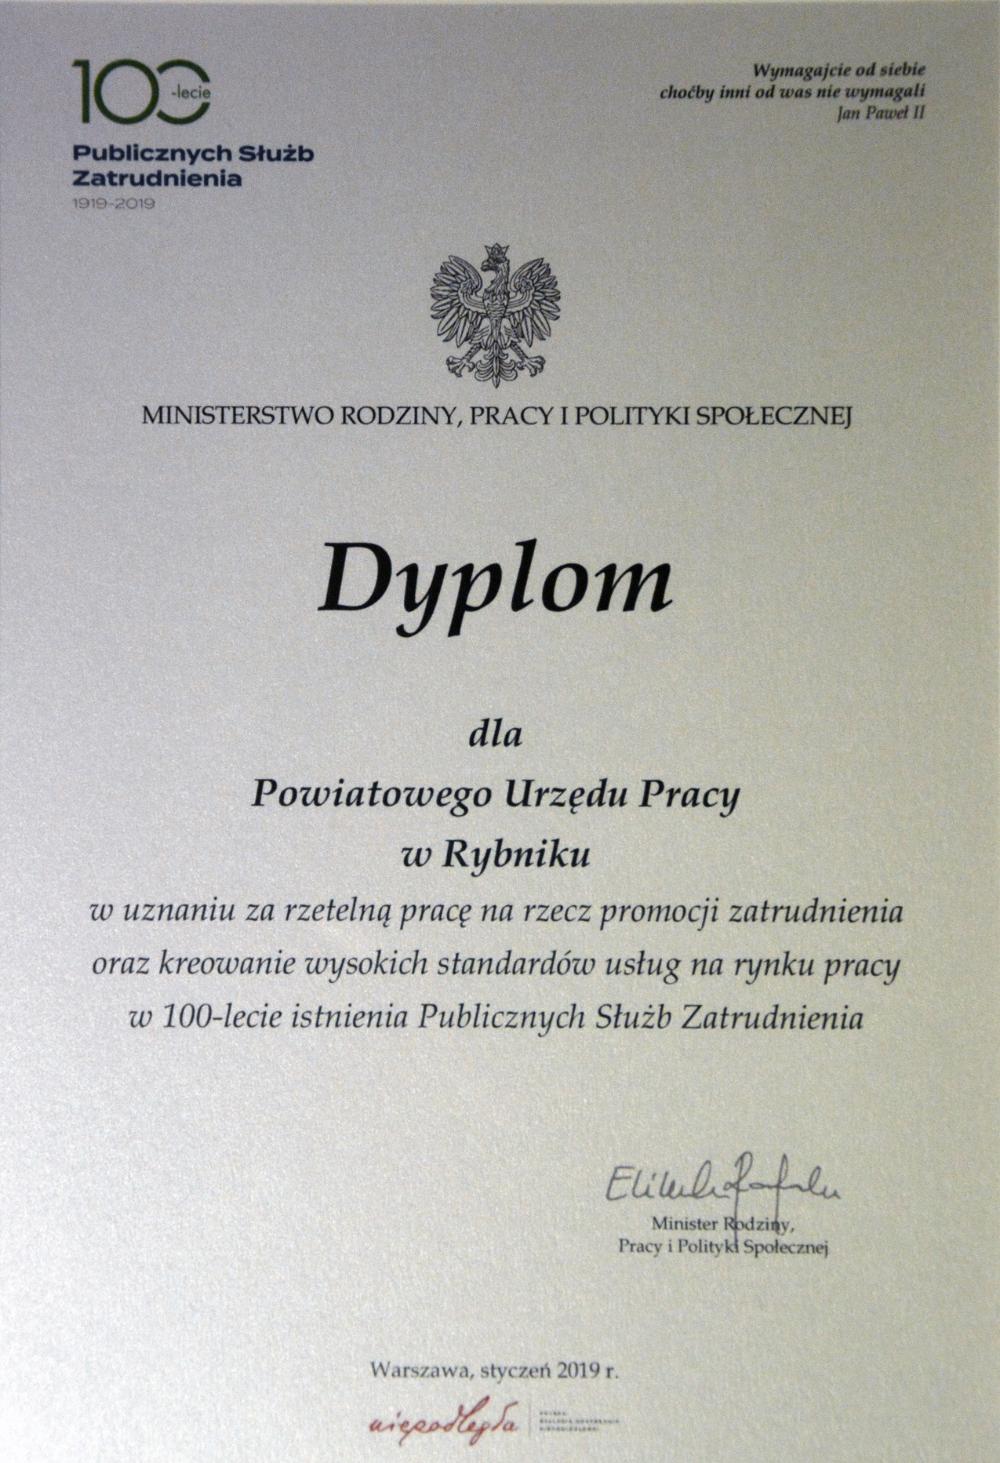 100-lecie
Publicznych Służb
Zatrudnienia
1919-2019
Wymagajcie od siebie
choćby inni od was nie wymagali
Jan Paweł II
MINISTERSTWO RODZINY, PRACY I POLITYKI SPOŁECZNEJ
Dyplom
dla
Powiatowego Urzędu Pracy
w Rybniku
w uznaniu za rzetelną pracę na rzecz promocji zatrudnienia
oraz kreowanie wysokich standardów usług na rynku pracy
w 100-lecie istnienia Publicznych Służb Zatrudnienia
Minister Rodziny,
Pracy i Polityki Społecznej
Warszawa, styczeń 2019 r.
niepodległa